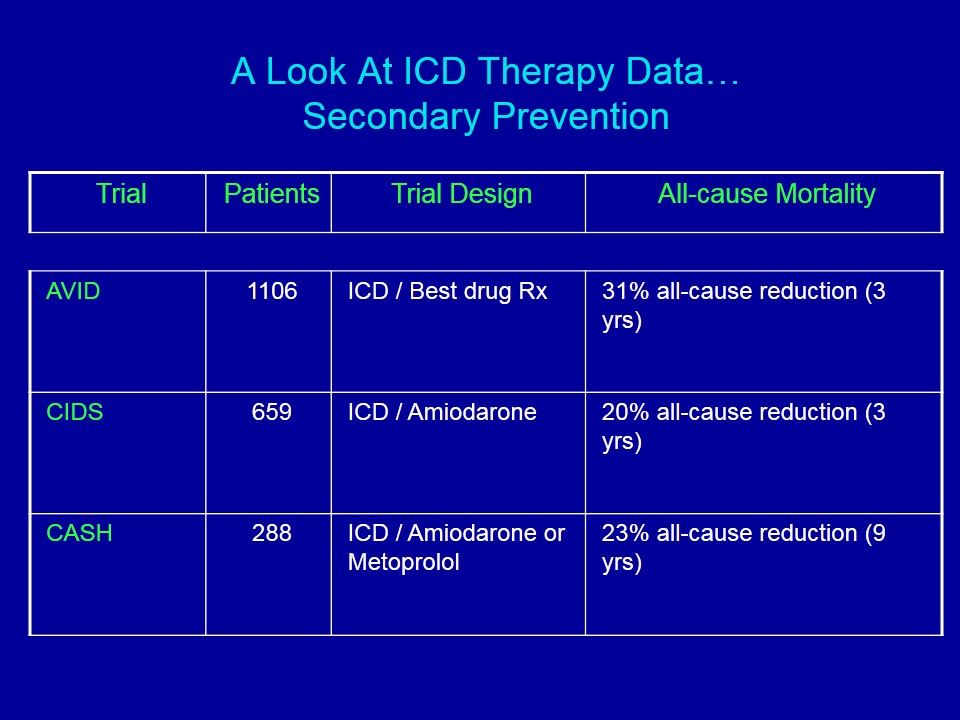 A Look At ICD Therapy Data…
Secondary Prevention
Trial Patients Trial Design All-cause Mortality
AVID 1106 ICD / Best drug Rx 31% all-cause reduction (3
yrs)
CIDS 659 ICD / Amiodarone 20% all-cause reduction (3
yrs)
CASH 288 ICD / Amiodarone or 23% all-cause reduction (9
Metoprolol yrs)